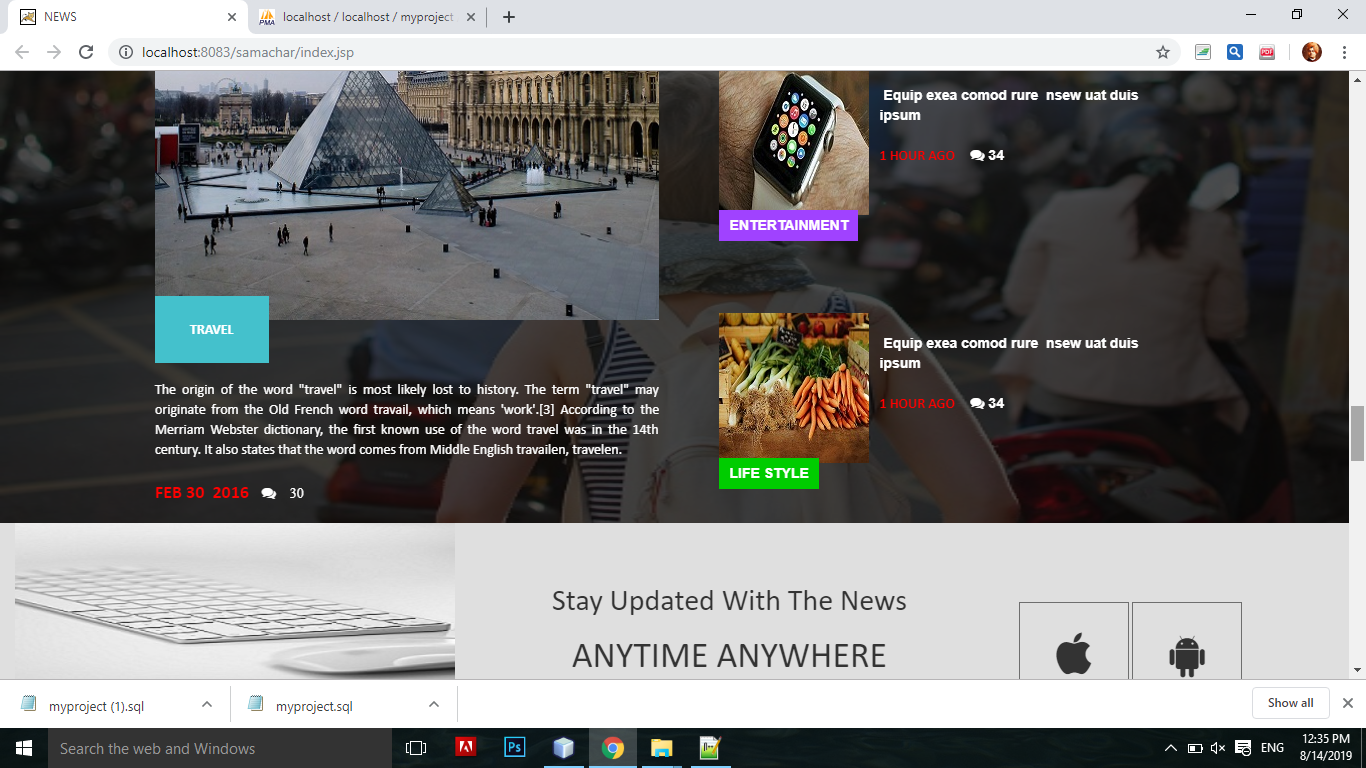 NEWS
localhost / localhost / myproject
localhost:8083/samachar/index.jsp
PDF
Equip exea comod rure nsew uat duis
ipsum
1 HOUR AGO 34
ENTERTAINMENT
TRAVEL
The origin of the word "travel" is most likely lost to history. The term "travel" may
originate from the Old French word travail, which means 'work'.[3] According to the
Merriam Webster dictionary, the first known use of the word travel was in the 14th
century. It also states that the word comes from Middle English travailen, travelen.
FEB 30 2016 30
Equip exea comod rure nsew uat duis
ipsum
1 HOUR AGO 34
LIFE STYLE
Stay Updated With The News
ANYTIME ANYWHERE
myproject (1).sql
myproject.sql
Show all
Search the web and Windows
Ps
ENG
12:35 PM
8/14/2019